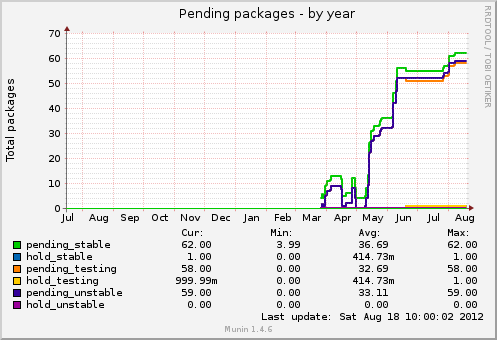 Pending packages - by year
RRDTOOL / TOBI OETIKER
Total packages
70
60
50
40
30
20
10
0
Jul Aug Sep Oct Nov Dec Jan Feb Mar Apr May Jun Jul Aug
Cur: Min: Avg: Max:
pending_stable 62.00 3.99 36.69 62.00
hold_stable 1.00 0.00 414.73m 1.00
pending_testing 58.00 0.00 32.69 58.00
hold_testing 999.99m 0.00 414.73m 1.00
pending_unstable 59.00 0.00 33.11 59.00
hold_unstable 0.00 0.00 0.00 0.00
Last update: Sat Aug 18 10:00:02 2012
Munin 1.4.6